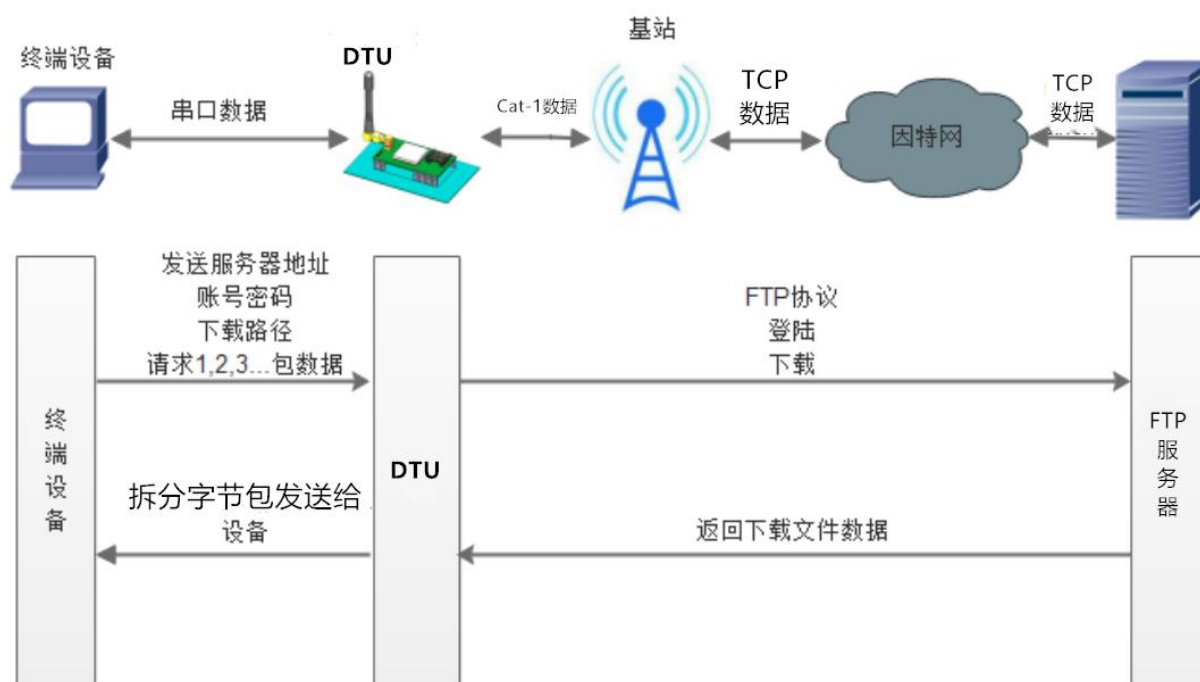 终端设备
DTU
基站
串口数据
Cat-1数据
TCP
数据
因特网
TCP
数据
发送服务器地址
账号密码
下载路径
请求1,2,3...包数据
FTP协议
登陆
下载
终
端
设
备
DTU
FTP
服
务
器
拆分字节包发送给
设备
返回下载文件数据